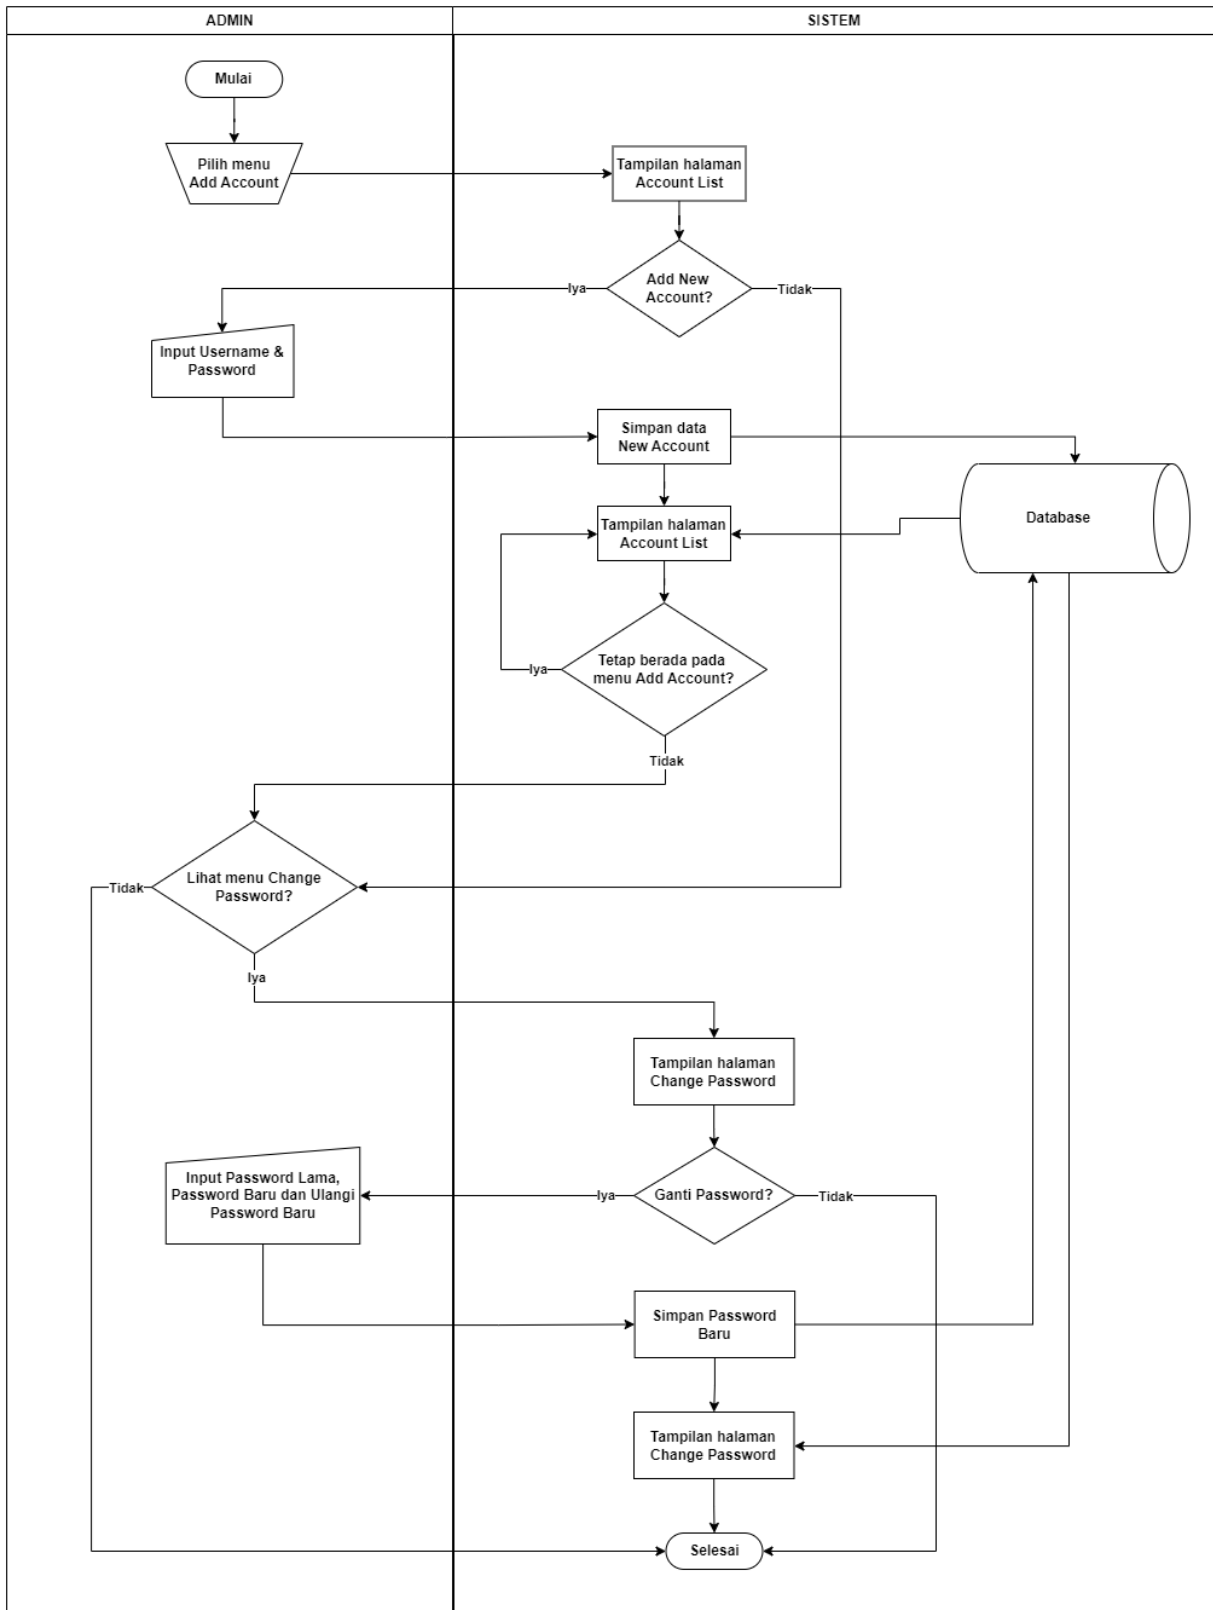 ADMIN
SISTEM
Mulai
Pilih menu
Add Account
Tampilan halaman
Account List
Add New
Account?
Iya
Tidak
Input Username &
Password
Simpan data
New Account
Database
Tampilan halaman
Account List
Tetap berada pada
menu Add Account?
Iya
Tidak
Lihat menu Change
Password?
Tidak
Iya
Tampilan halaman
Change Password
Ganti Password?
Iya
Tidak
Input Password Lama,
Password Baru dan Ulangi
Password Baru
Simpan Password
Baru
Tampilan halaman
Change Password
Selesai